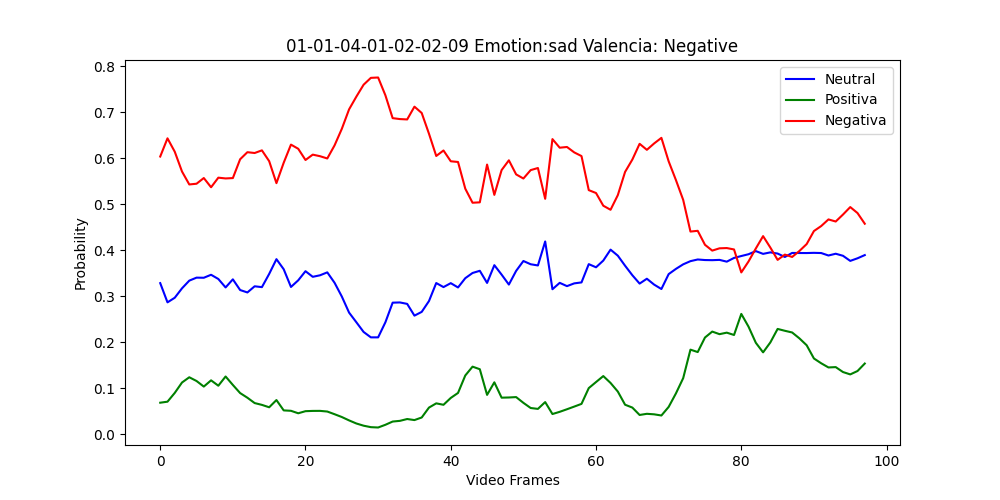 01-01-04-01-02-02-09 Emotion:sad Valencia: Negative
Neutral
Positiva
Negativa
Probability
0.8
0.7
0.6
0.5
0.4
0.3
0.2
0.1
0.0
0 20 40 60 80 100
Video Frames